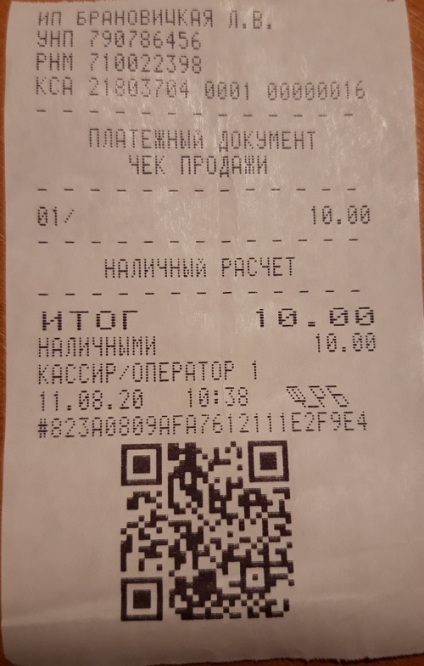 ИП БРАНОВИЦКАЯ Л.В.
УНП 790786456
РНМ 710022398
КСА 21803704 0001 00000016
- - - - - - - - - - - - -
ПЛАТЕЖНЫЙ ДОКУМЕНТ
ЧЕК ПРОДАЖИ
- - - - - - - - - - - - -
01/ 10.00
- - - - - - - - - - - - -
НАЛИЧНЫЙ РАСЧЕТ
- - - - - - - - - - - - -
ИТОГ 10.00
НАЛИЧНЫМИ 10.00
КАССИР/ОПЕРАТОР 1
11.08.20 10:38
#823A0809AFA7612111E2F9E4